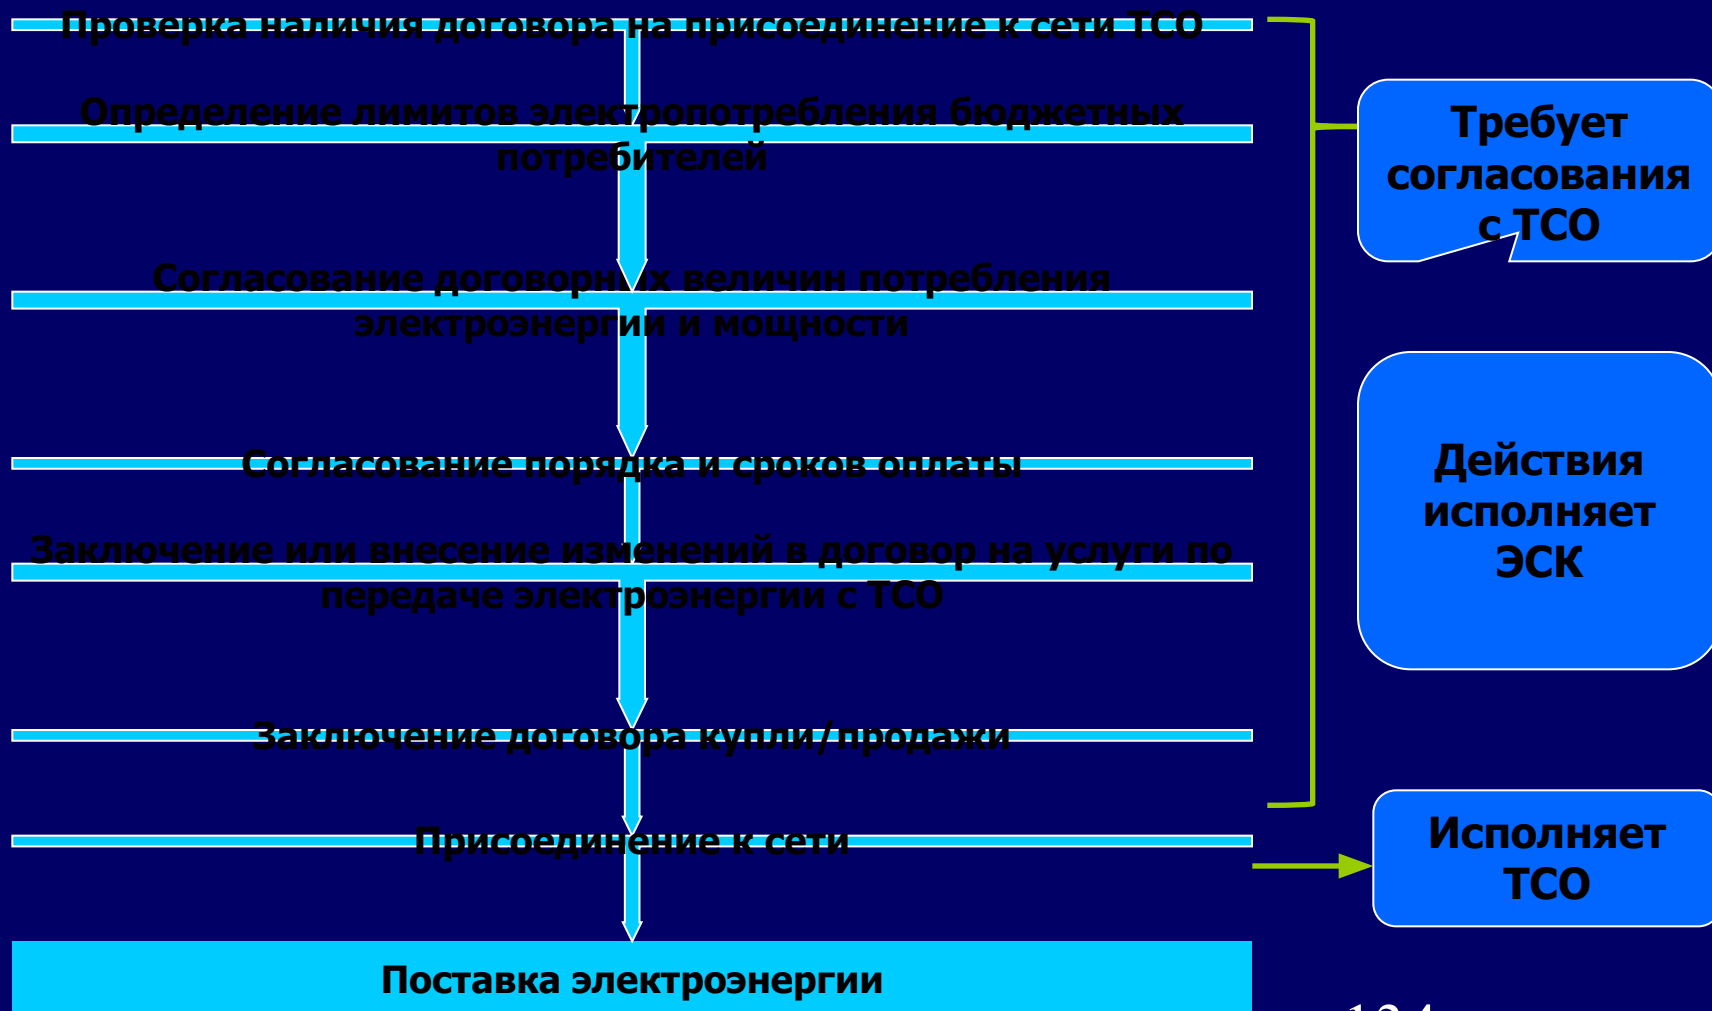 Проверка наличия договора на присоединение к сети ТСО
Определение лимитов электропотребления бюджетных
потребителей
Согласование договорных величин потребления
электроэнергии и мощности
Согласование порядка и сроков оплаты
Заключение или внесение изменений в договор на услуги по
передаче электроэнергии с ТСО
Заключение договора купли/продажи
Присоединение к сети
Поставка электроэнергии
Требует
согласования
с ТСО
Действия
исполняет
ЭСК
Исполняет
ТСО